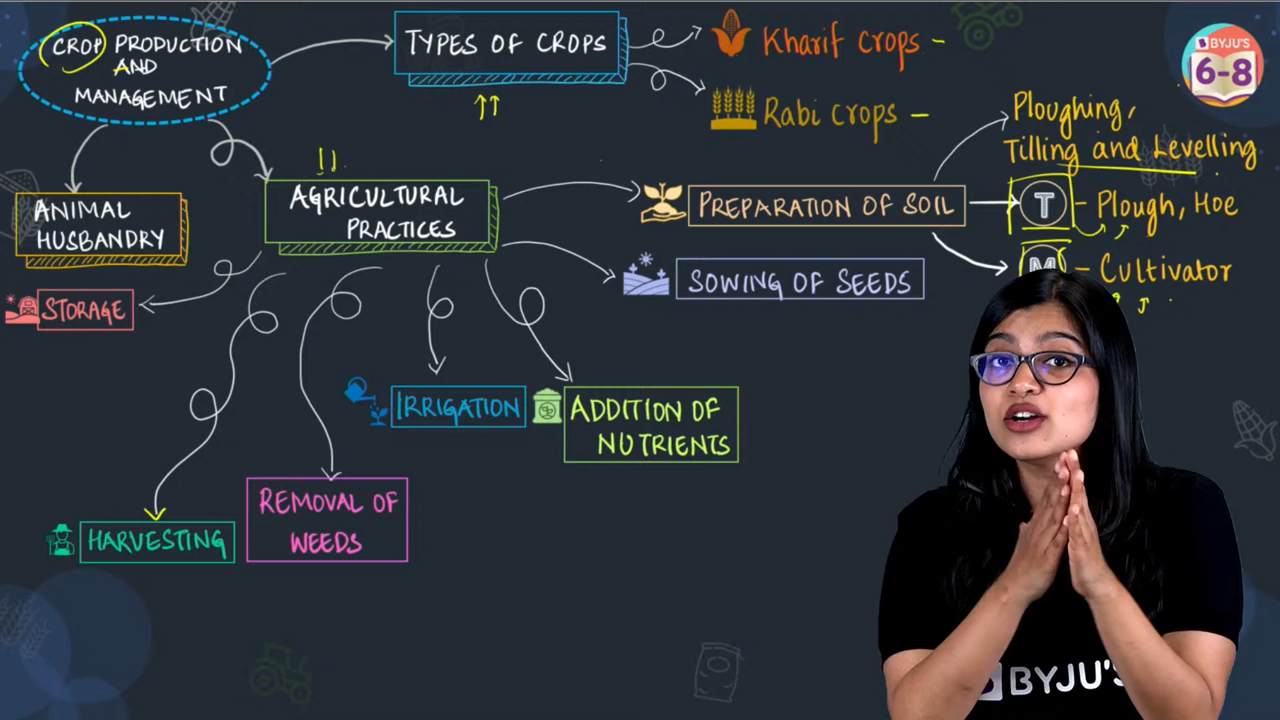 CROP PRODUCTION
AND
MANAGEMENT
TYPES OF CROPS
Kharif crops -
Rabi crops -
BYJU'S
6-8
ANIMAL
HUSBANDRY
AGRICULTURAL
PRACTICES
PREPARATION OF SOIL
Ploughing,
Tilling and Levelling
T - Plough, Hoe
M - Cultivator
SOWING OF SEEDS
STORAGE
IRRIGATION
ADDITION OF
NUTRIENTS
REMOVAL OF
WEEDS
HARVESTING
BYJU'S